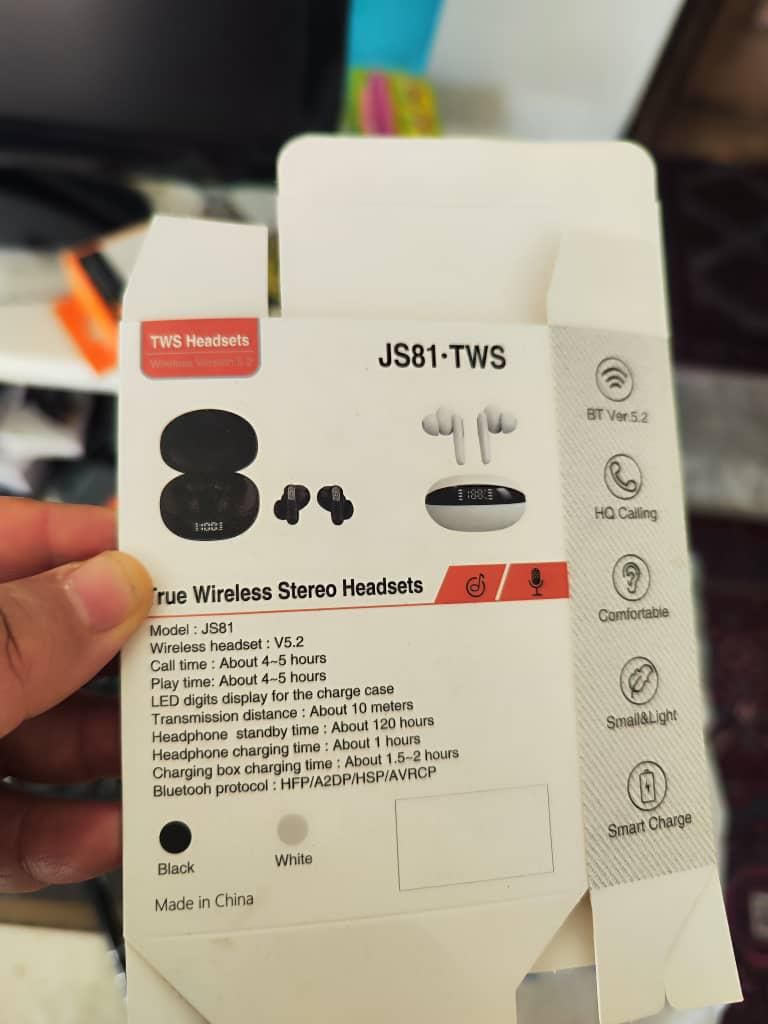 TWS Headsets
Wireless Version 5.2
JS81·TWS
True Wireless Stereo Headsets
Model : JS81
Wireless headset : V5.2
Call time : About 4~5 hours
Play time: About 4~5 hours
LED digits display for the charge case
Transmission distance : About 10 meters
Headphone standby time : About 120 hours
Headphone charging time : About 1 hours
Charging box charging time : About 1.5~2 hours
Bluetooh protocol : HFP/A2DP/HSP/AVRCP
Black
White
Made in China
BT Ver.5.2
HQ Calling
Comfortable
Small&Light
Smart Charge